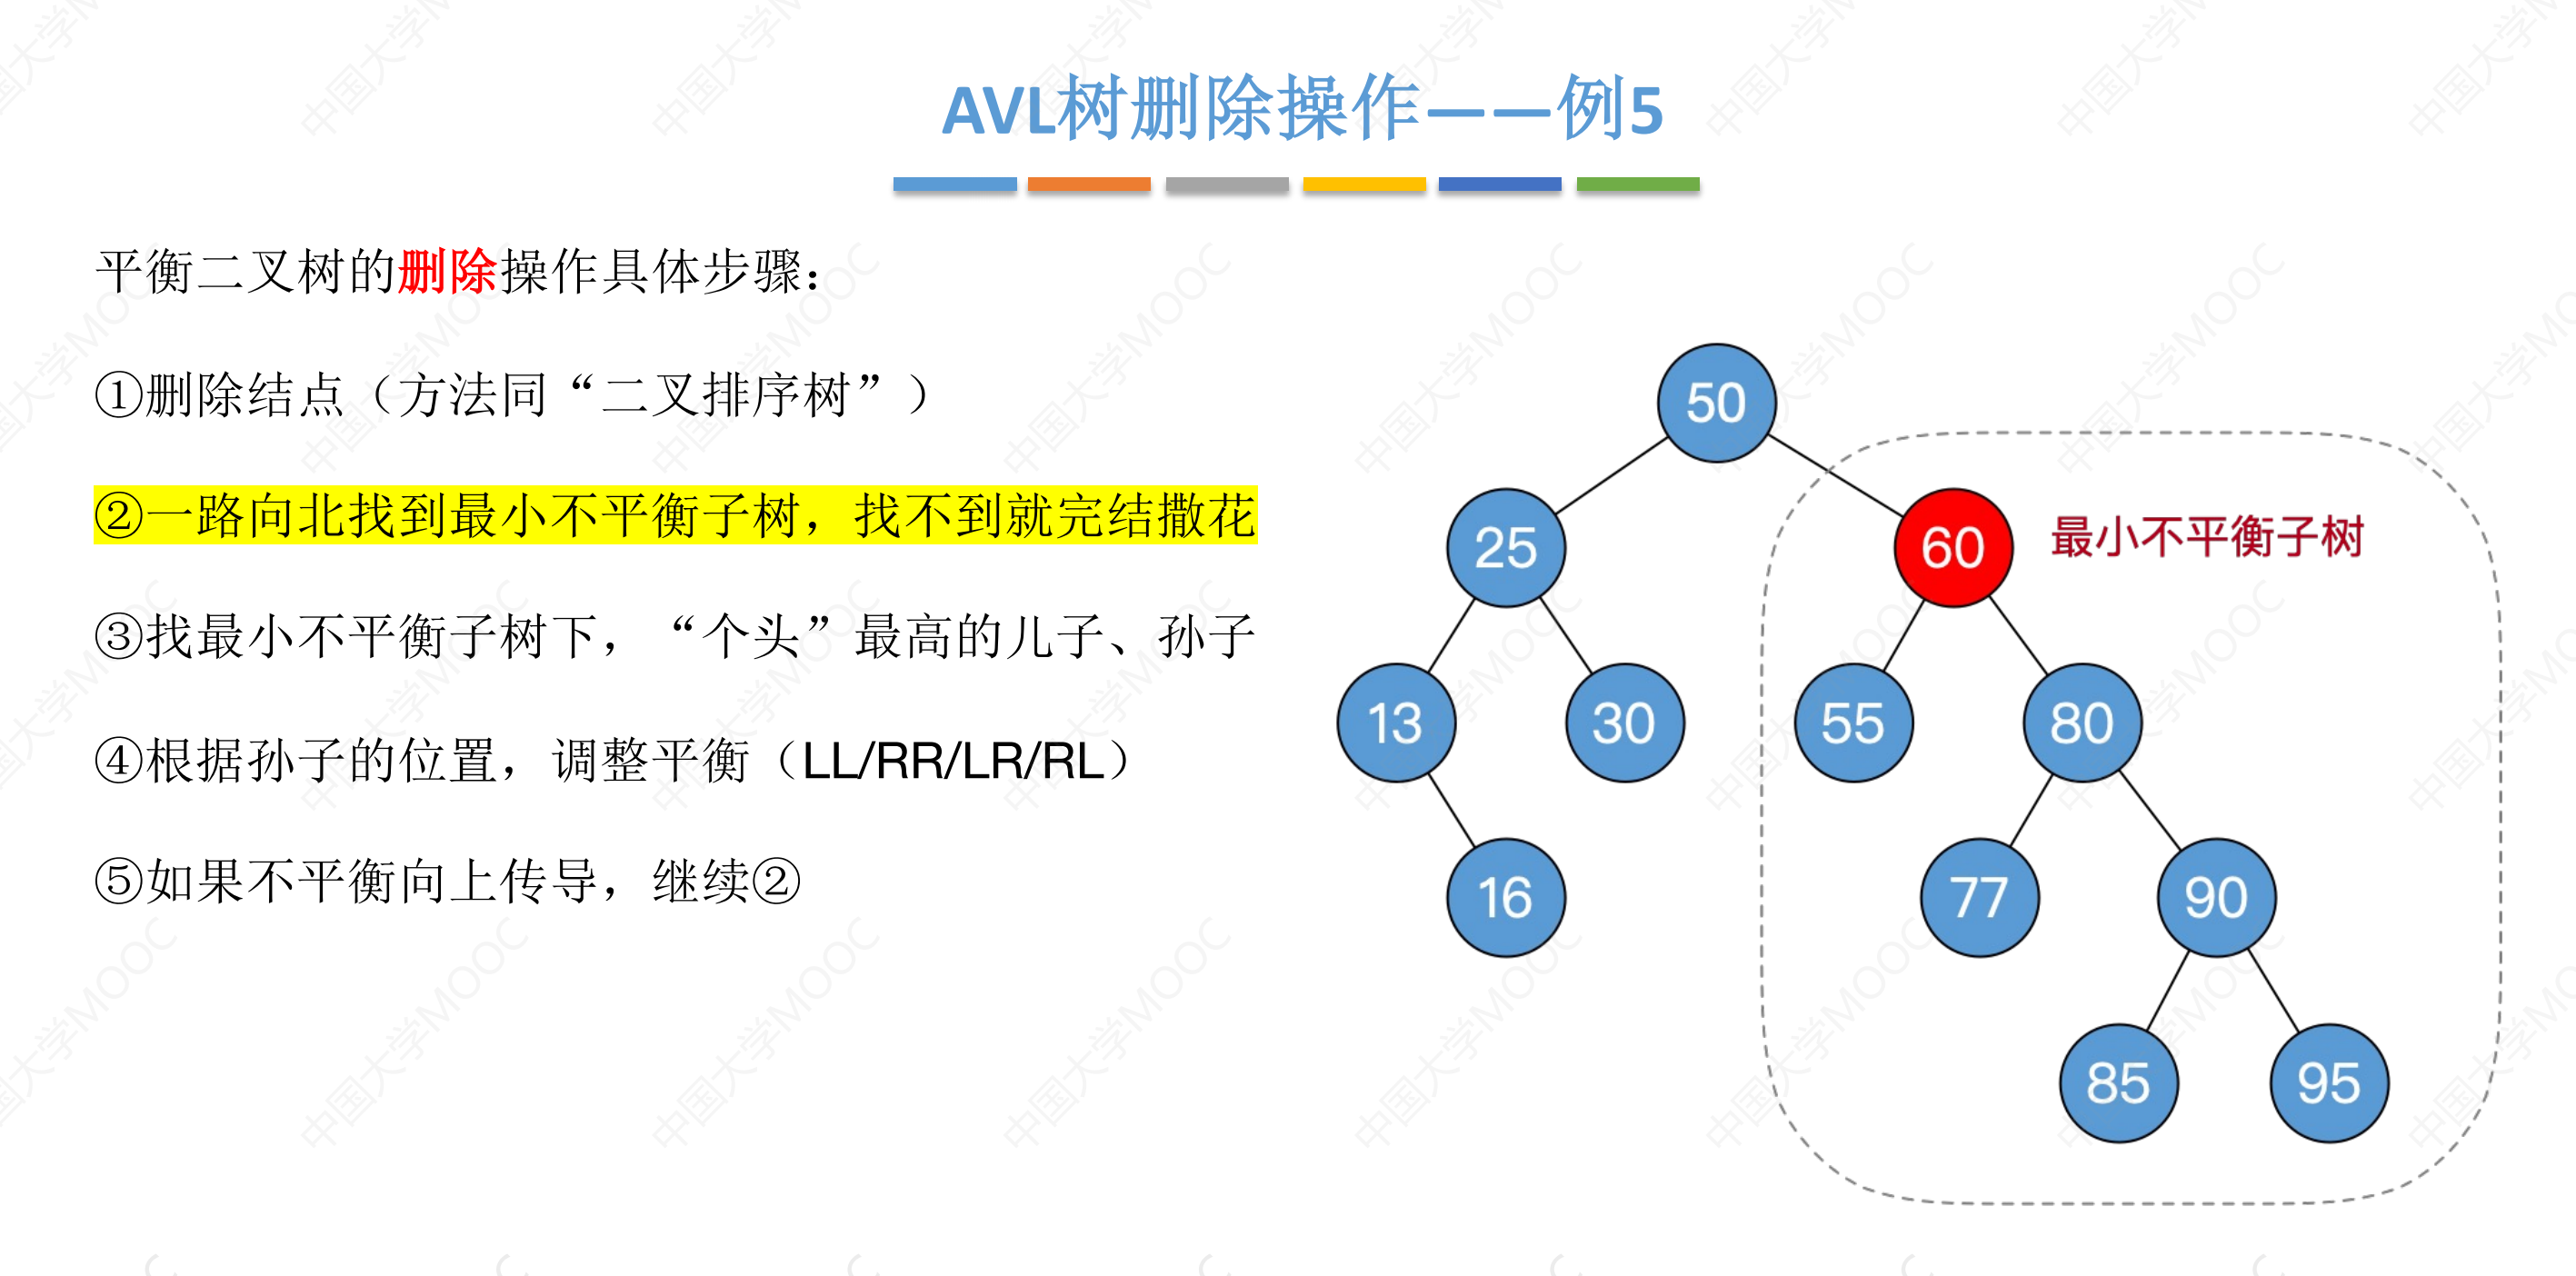 AVL树删除操作——例5
平衡二叉树的删除操作具体步骤：
①删除结点（方法同“二叉排序树”）
②一路向北找到最小不平衡子树，找不到就完结撒花
③找最小不平衡子树下，“个头”最高的儿子、孙子
④根据孙子的位置，调整平衡（LL/RR/LR/RL）
⑤如果不平衡向上传导，继续②
50
25
60
最小不平衡子树
13
30
55
80
16
77
90
85
95
中国大学MOOC